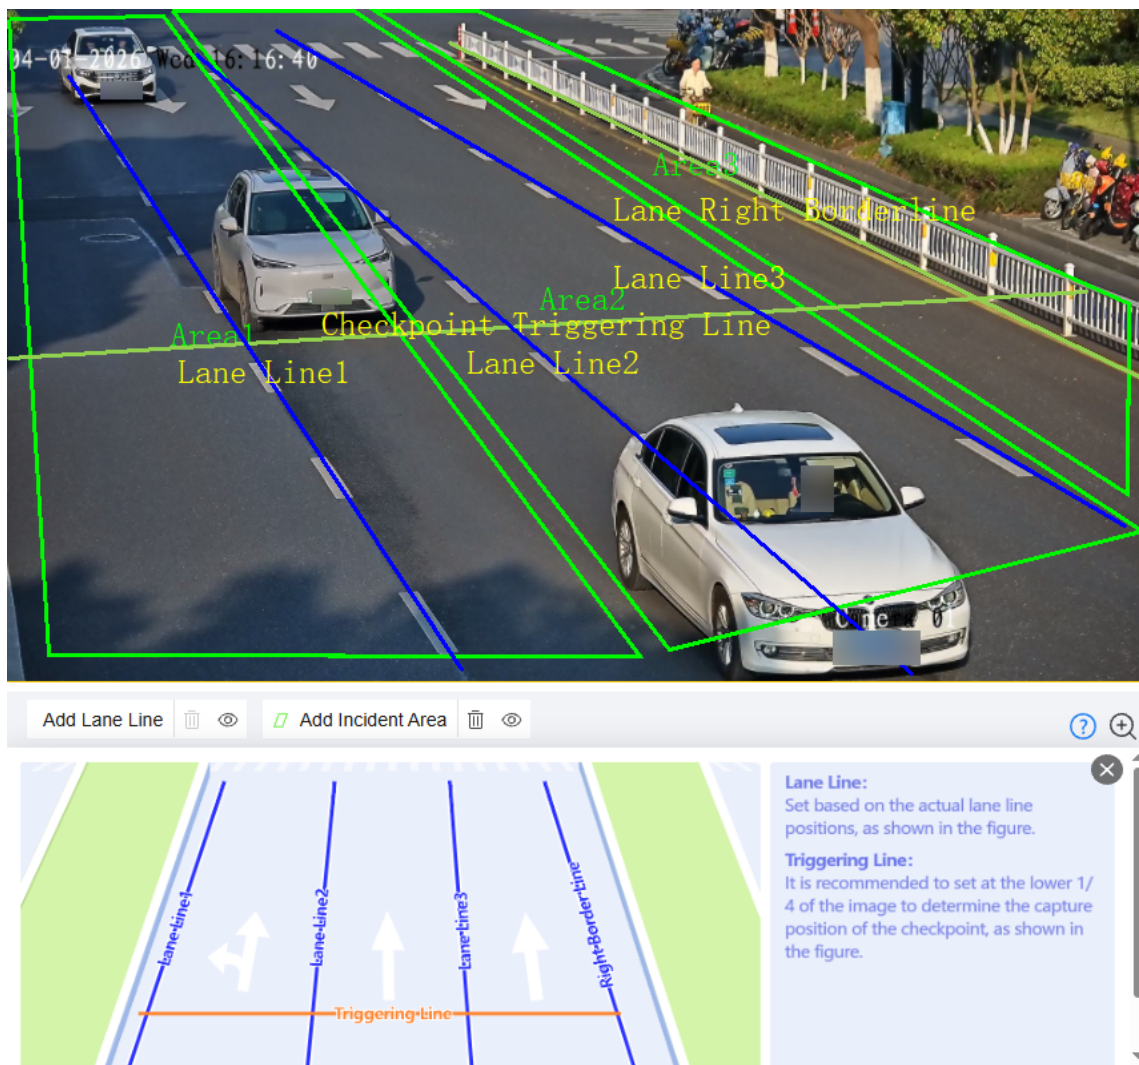 04-01-2026 Wed 16:16:40
Area3
Lane Right Borderline
Lane Line3
Area2
Checkpoint Triggering Line
Area1
Lane Line2
Lane Line1
Camera 01
Add Lane Line
Add Incident Area
?
Lane Line1
Lane Line2
Lane Line3
Right Border Line
Triggering Line
Lane Line:
Set based on the actual lane line
positions, as shown in the figure.
Triggering Line:
It is recommended to set at the lower 1/
4 of the image to determine the capture
position of the checkpoint, as shown in
the figure.